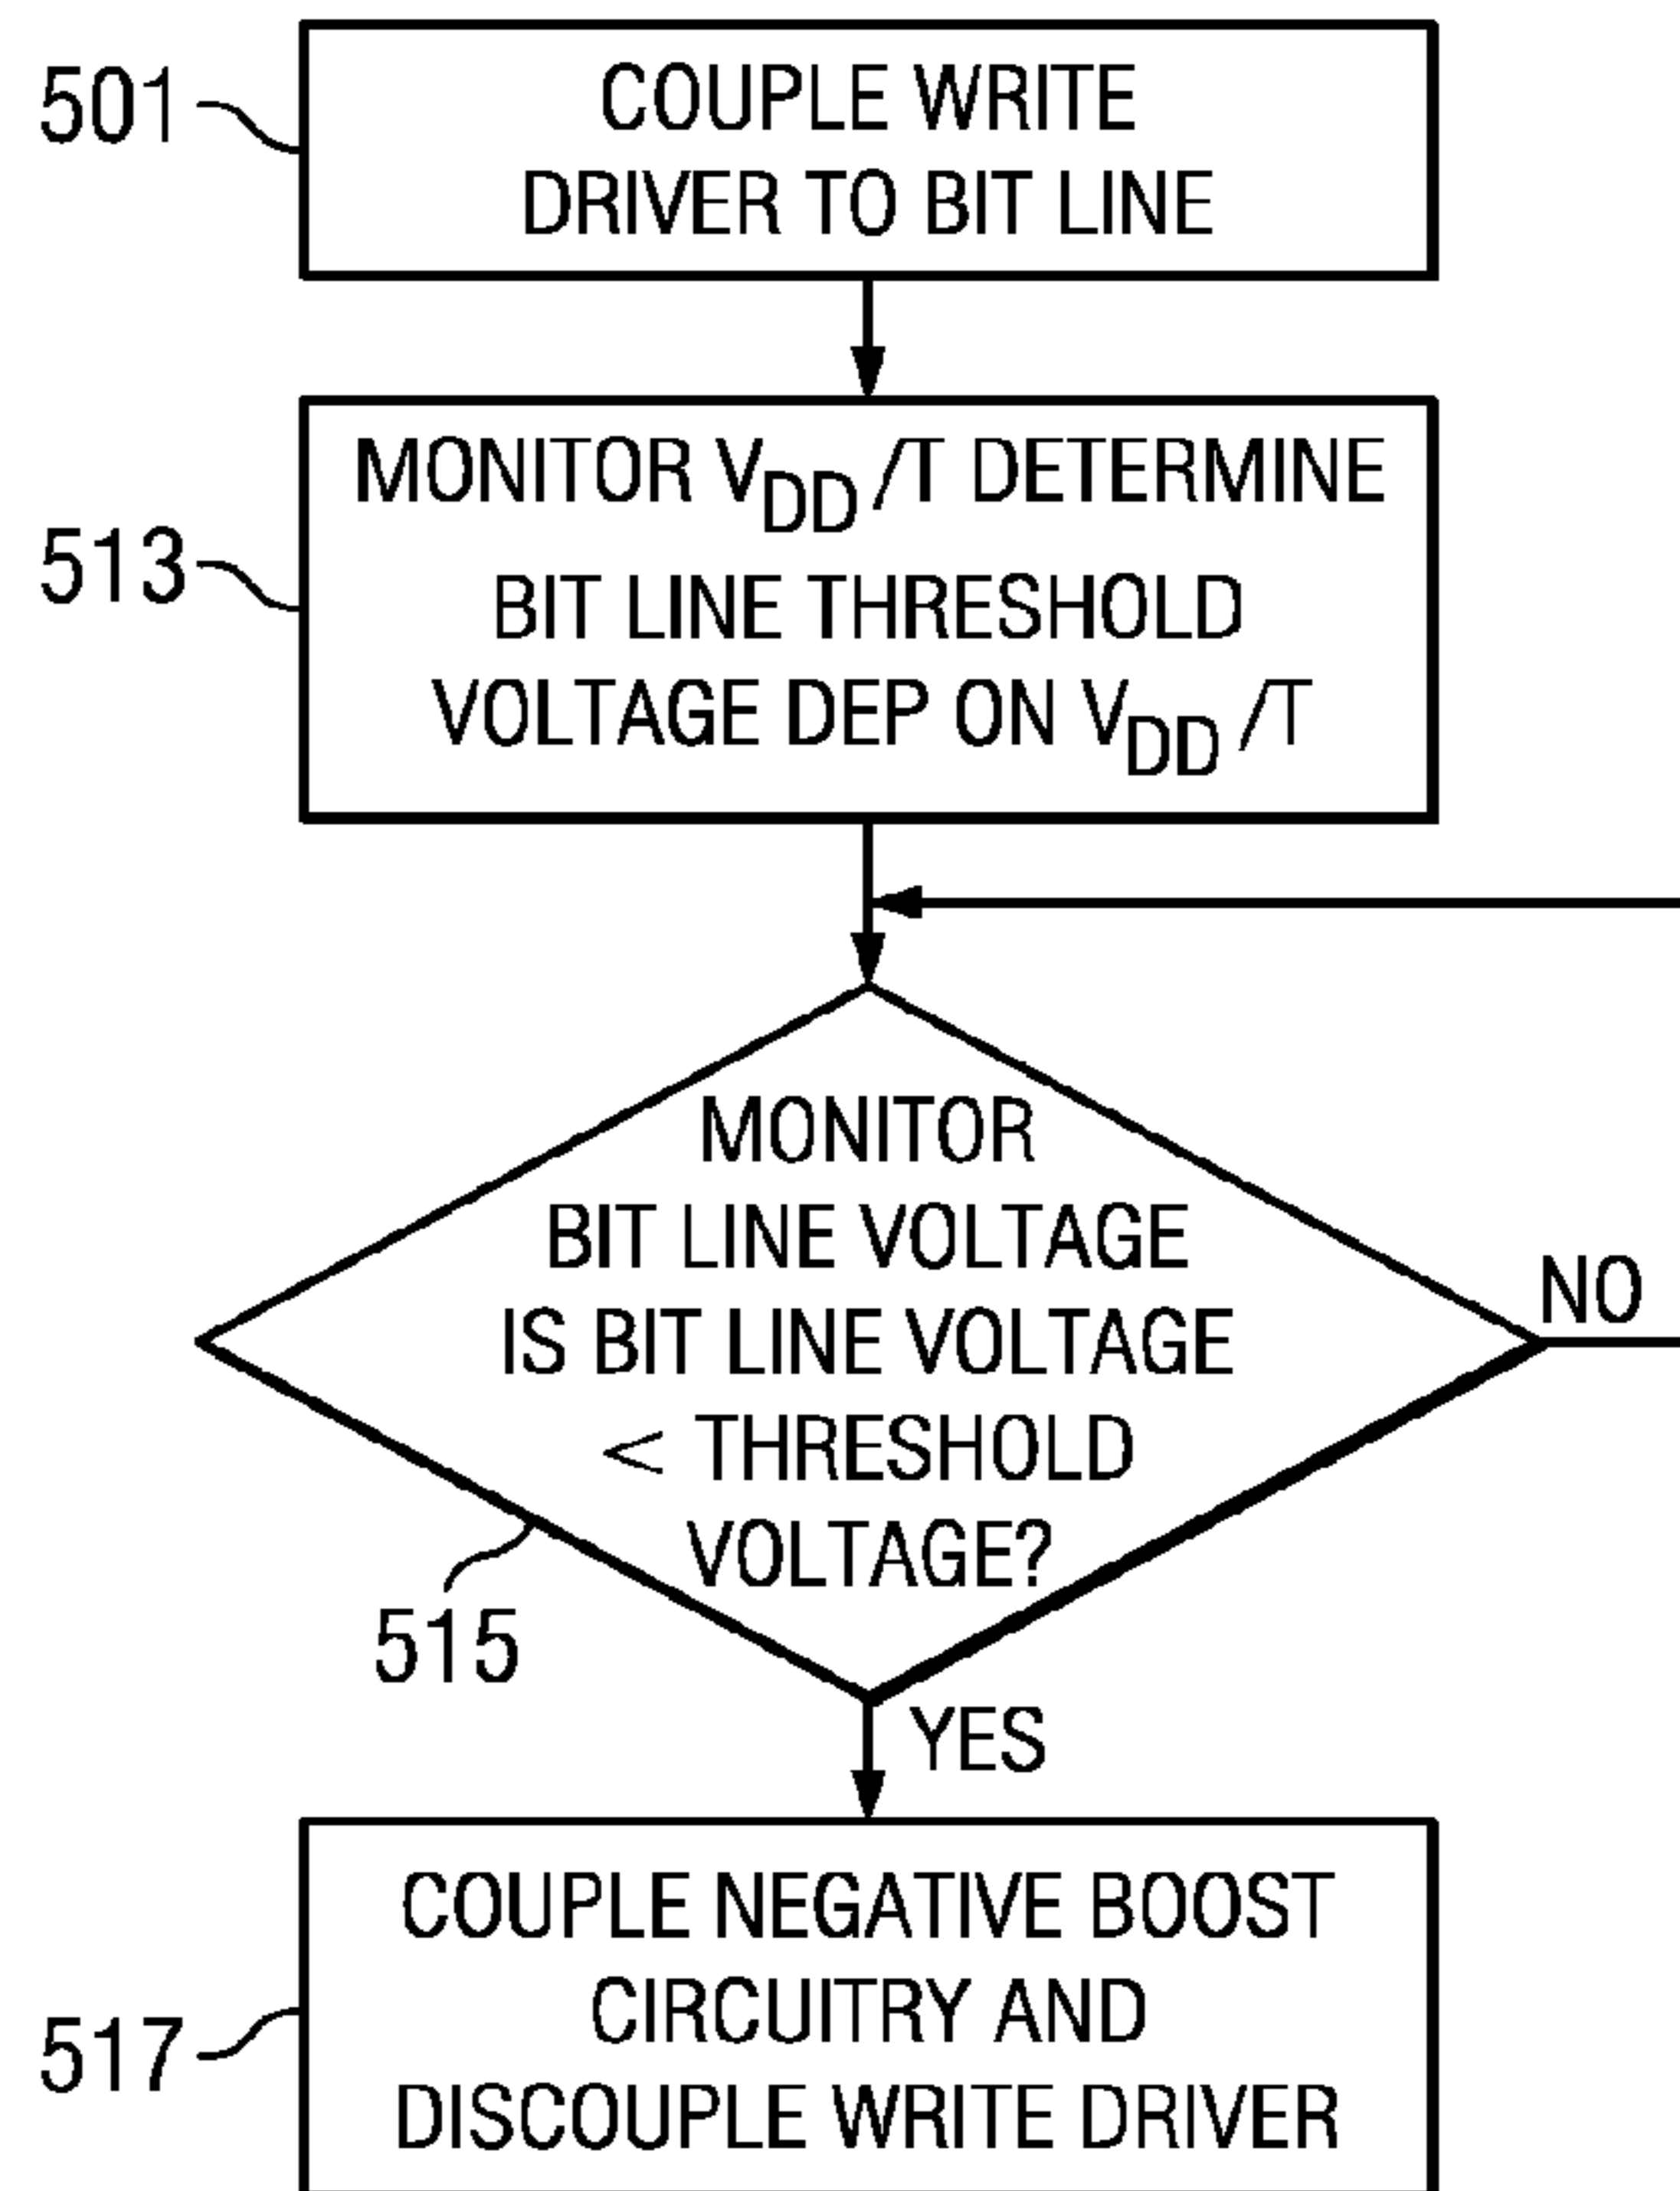 501
COUPLE WRITE
DRIVER TO BIT LINE
513
MONITOR VDD/T DETERMINE
BIT LINE THRESHOLD
VOLTAGE DEP ON VDD/T
MONITOR
BIT LINE VOLTAGE
IS BIT LINE VOLTAGE
< THRESHOLD
VOLTAGE?
NO
515
YES
517
COUPLE NEGATIVE BOOST
CIRCUITRY AND
DISCOUPLE WRITE DRIVER